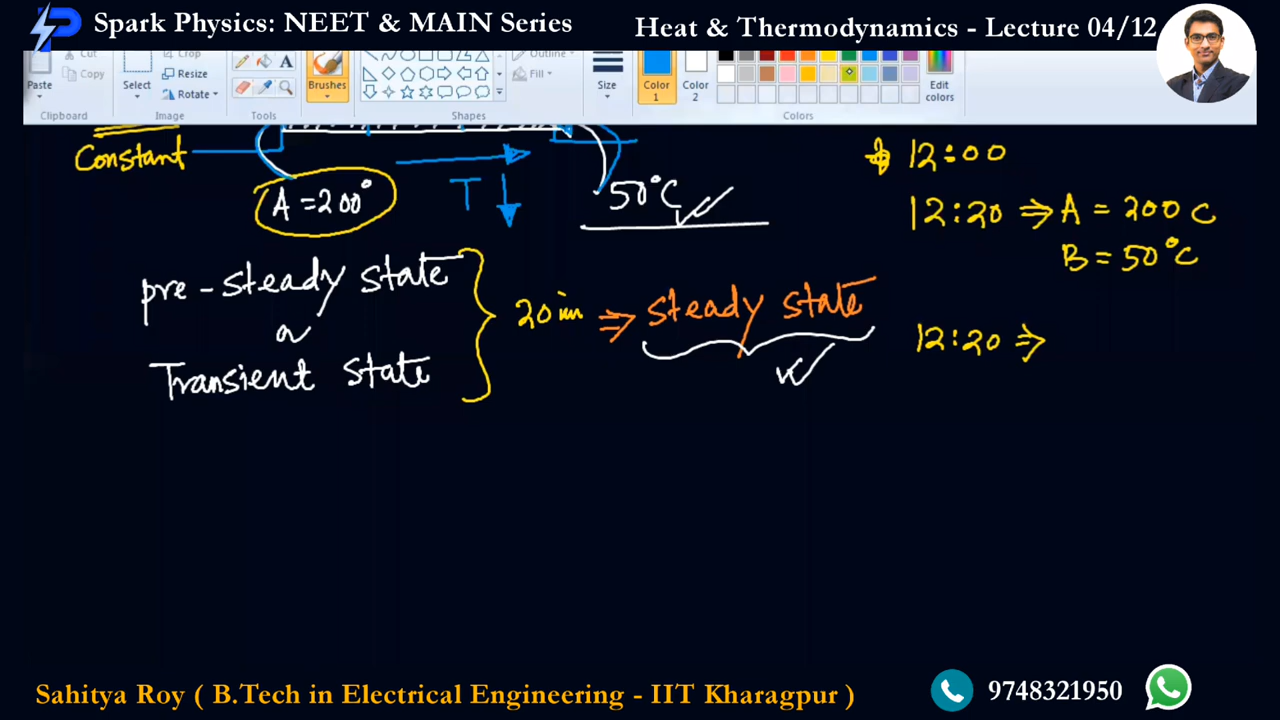 Spark Physics: NEET & MAIN Series
Heat & Thermodynamics - Lecture 04/12
Cut
Crop
Outline
Paste
Copy
Select
Resize
Rotate
A
Brushes
Fill
Size
Color 1
Color 2
Edit colors
Clipboard
Image
Tools
Shapes
Colors
Constant
A = 200°
T ↓
50°C
12:00
12:20 ⇒ A = 200 C
B = 50°C
pre-steady state
or
Transient state
20 min ⇒ steady state
12:20 ⇒
Sahitya Roy ( B.Tech in Electrical Engineering - IIT Kharagpur )
9748321950